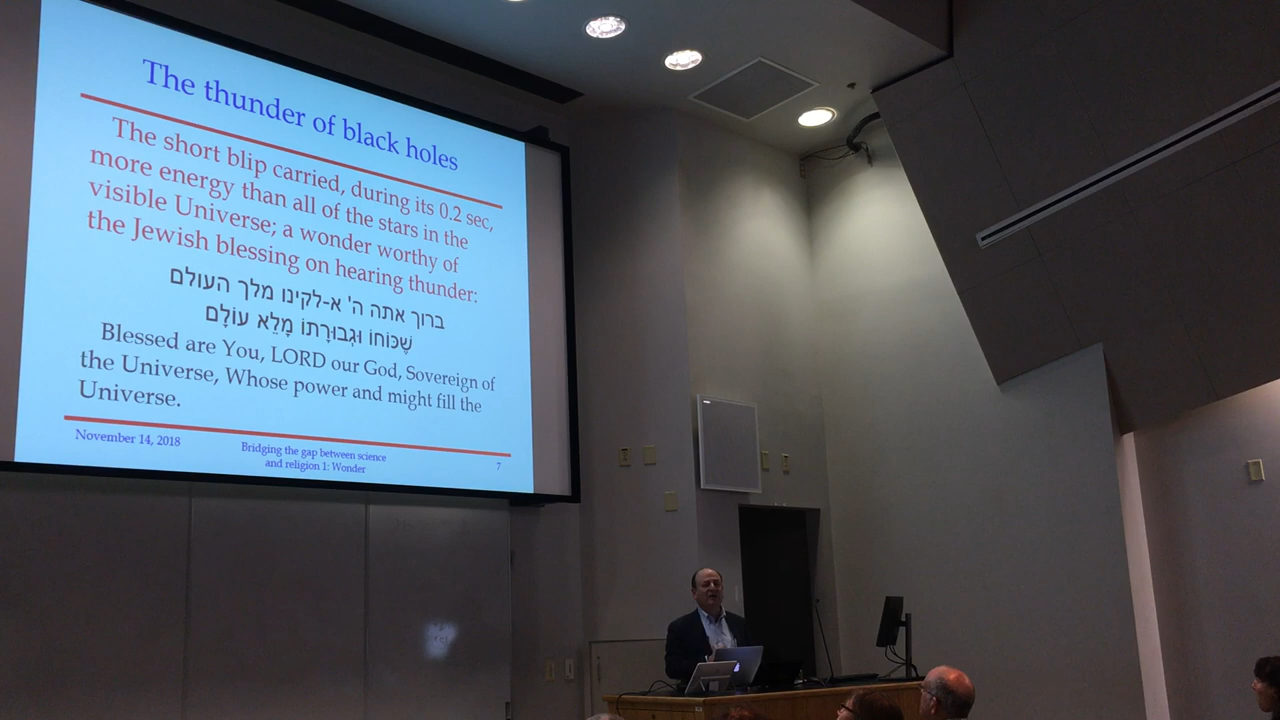 The thunder of black holes
The short blip carried, during its 0.2 sec,
more energy than all of the stars in the
visible Universe; a wonder worthy of
the Jewish blessing on hearing thunder:
ברוך אתה ה' א-לקינו מלך העולם
שֶׁכּוֹחוֹ וּגְבוּרָתוֹ מָלֵא עוֹלָם
Blessed are You, LORD our God, Sovereign of
the Universe, Whose power and might fill the
Universe.
November 14, 2018
Bridging the gap between science
and religion 1: Wonder
7